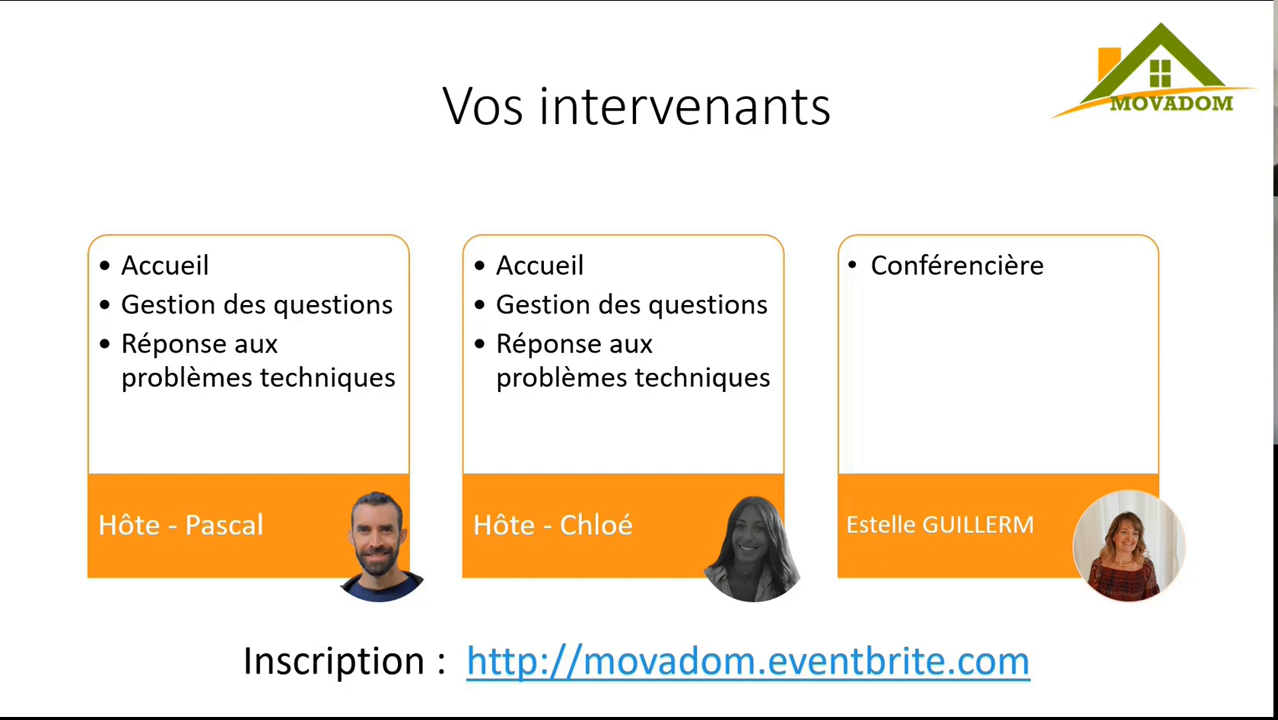 MOVADOM
Vos intervenants
• Accueil
• Gestion des questions
• Réponse aux
problèmes techniques
Hôte - Pascal
• Accueil
• Gestion des questions
• Réponse aux
problèmes techniques
Hôte - Chloé
• Conférencière
Estelle GUILLERM
Inscription : http://movadom.eventbrite.com